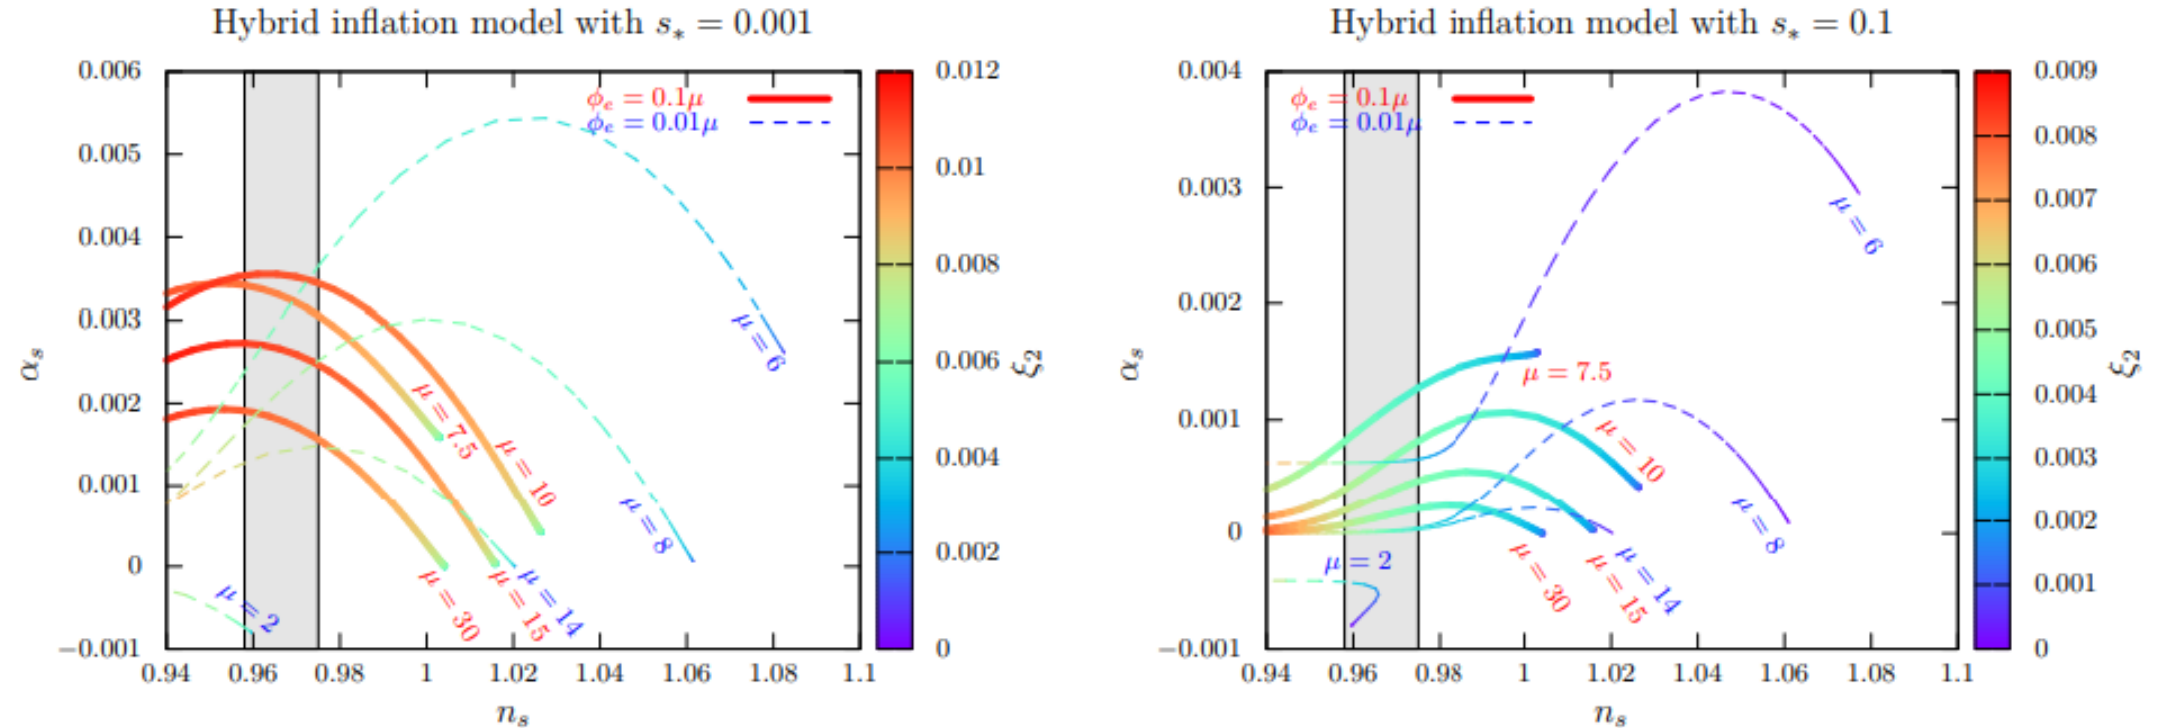 Hybrid inflation model with s* = 0.001
0.006
0.005
0.004
0.003
0.002
0.001
0
−0.001
αs
0.94
0.96
0.98
1
1.02
1.04
1.06
1.08
1.1
ns
ϕe = 0.1μ
ϕe = 0.01μ
μ = 6
μ = 7.5
μ = 10
μ = 8
μ = 2
μ = 30
μ = 15
μ = 14
0.012
0.01
0.008
0.006
0.004
0.002
0
ξ2
Hybrid inflation model with s* = 0.1
0.004
0.003
0.002
0.001
0
−0.001
αs
0.94
0.96
0.98
1
1.02
1.04
1.06
1.08
1.1
ns
ϕe = 0.1μ
ϕe = 0.01μ
μ = 6
μ = 7.5
μ = 10
μ = 8
μ = 2
μ = 30
μ = 15
μ = 14
0.009
0.008
0.007
0.006
0.005
0.004
0.003
0.002
0.001
0
ξ2